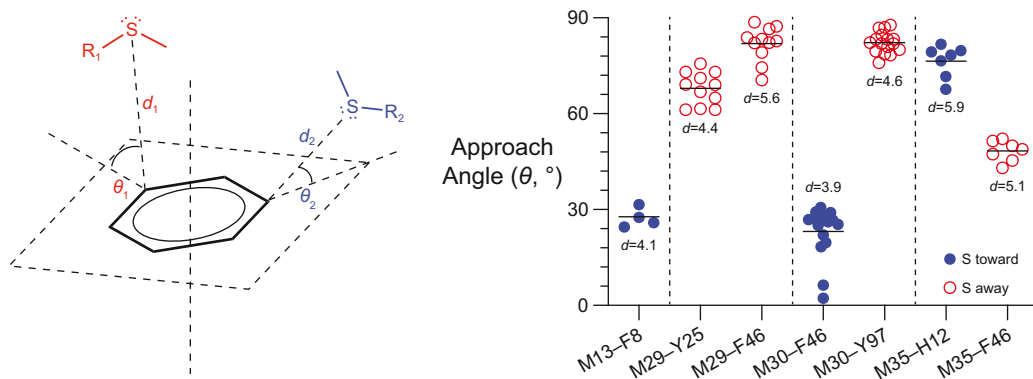 S
R1
d1
θ1
S
R2
d2
θ2
Approach
Angle (θ, °)
90
60
30
0
d=4.1
d=4.4
d=5.6
d=3.9
d=4.6
d=5.9
d=5.1
S toward
S away
M13–F8
M29–Y25
M29–F46
M30–F46
M30–Y97
M35–H12
M35–F46